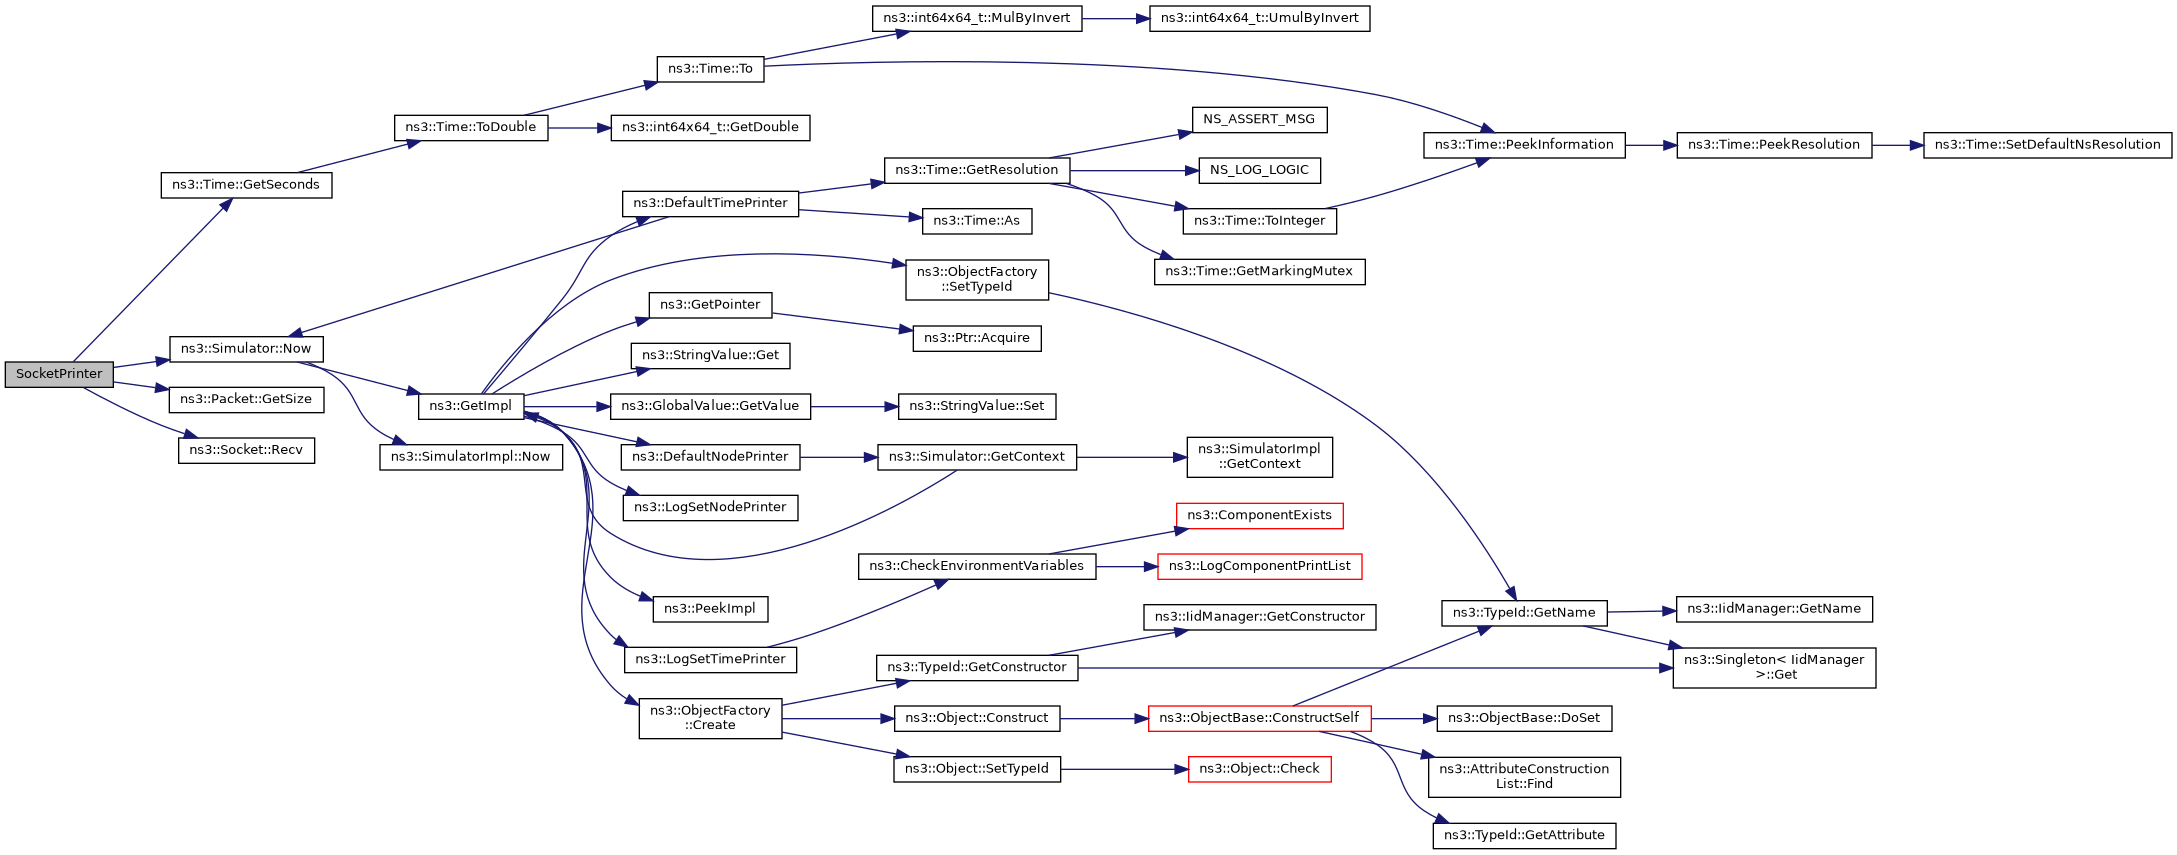 ns3::int64x64_t::MulByInvert
ns3::int64x64_t::UmulByInvert
ns3::Time::To
NS_ASSERT_MSG
ns3::Time::ToDouble
ns3::int64x64_t::GetDouble
ns3::Time::PeekInformation
ns3::Time::PeekResolution
ns3::Time::SetDefaultNsResolution
ns3::Time::GetResolution
NS_LOG_LOGIC
ns3::Time::GetSeconds
ns3::DefaultTimePrinter
ns3::Time::As
ns3::Time::ToInteger
ns3::Time::GetMarkingMutex
ns3::ObjectFactory
::SetTypeId
ns3::GetPointer
ns3::Ptr::Acquire
ns3::Simulator::Now
ns3::StringValue::Get
SocketPrinter
ns3::Packet::GetSize
ns3::GetImpl
ns3::GlobalValue::GetValue
ns3::StringValue::Set
ns3::Socket::Recv
ns3::SimulatorImpl::Now
ns3::DefaultNodePrinter
ns3::Simulator::GetContext
ns3::SimulatorImpl
::GetContext
ns3::LogSetNodePrinter
ns3::ComponentExists
ns3::CheckEnvironmentVariables
ns3::LogComponentPrintList
ns3::PeekImpl
ns3::IidManager::GetConstructor
ns3::TypeId::GetName
ns3::IidManager::GetName
ns3::LogSetTimePrinter
ns3::TypeId::GetConstructor
ns3::Singleton< IidManager
>::Get
ns3::ObjectFactory
::Create
ns3::Object::Construct
ns3::ObjectBase::ConstructSelf
ns3::ObjectBase::DoSet
ns3::Object::SetTypeId
ns3::Object::Check
ns3::AttributeConstruction
List::Find
ns3::TypeId::GetAttribute